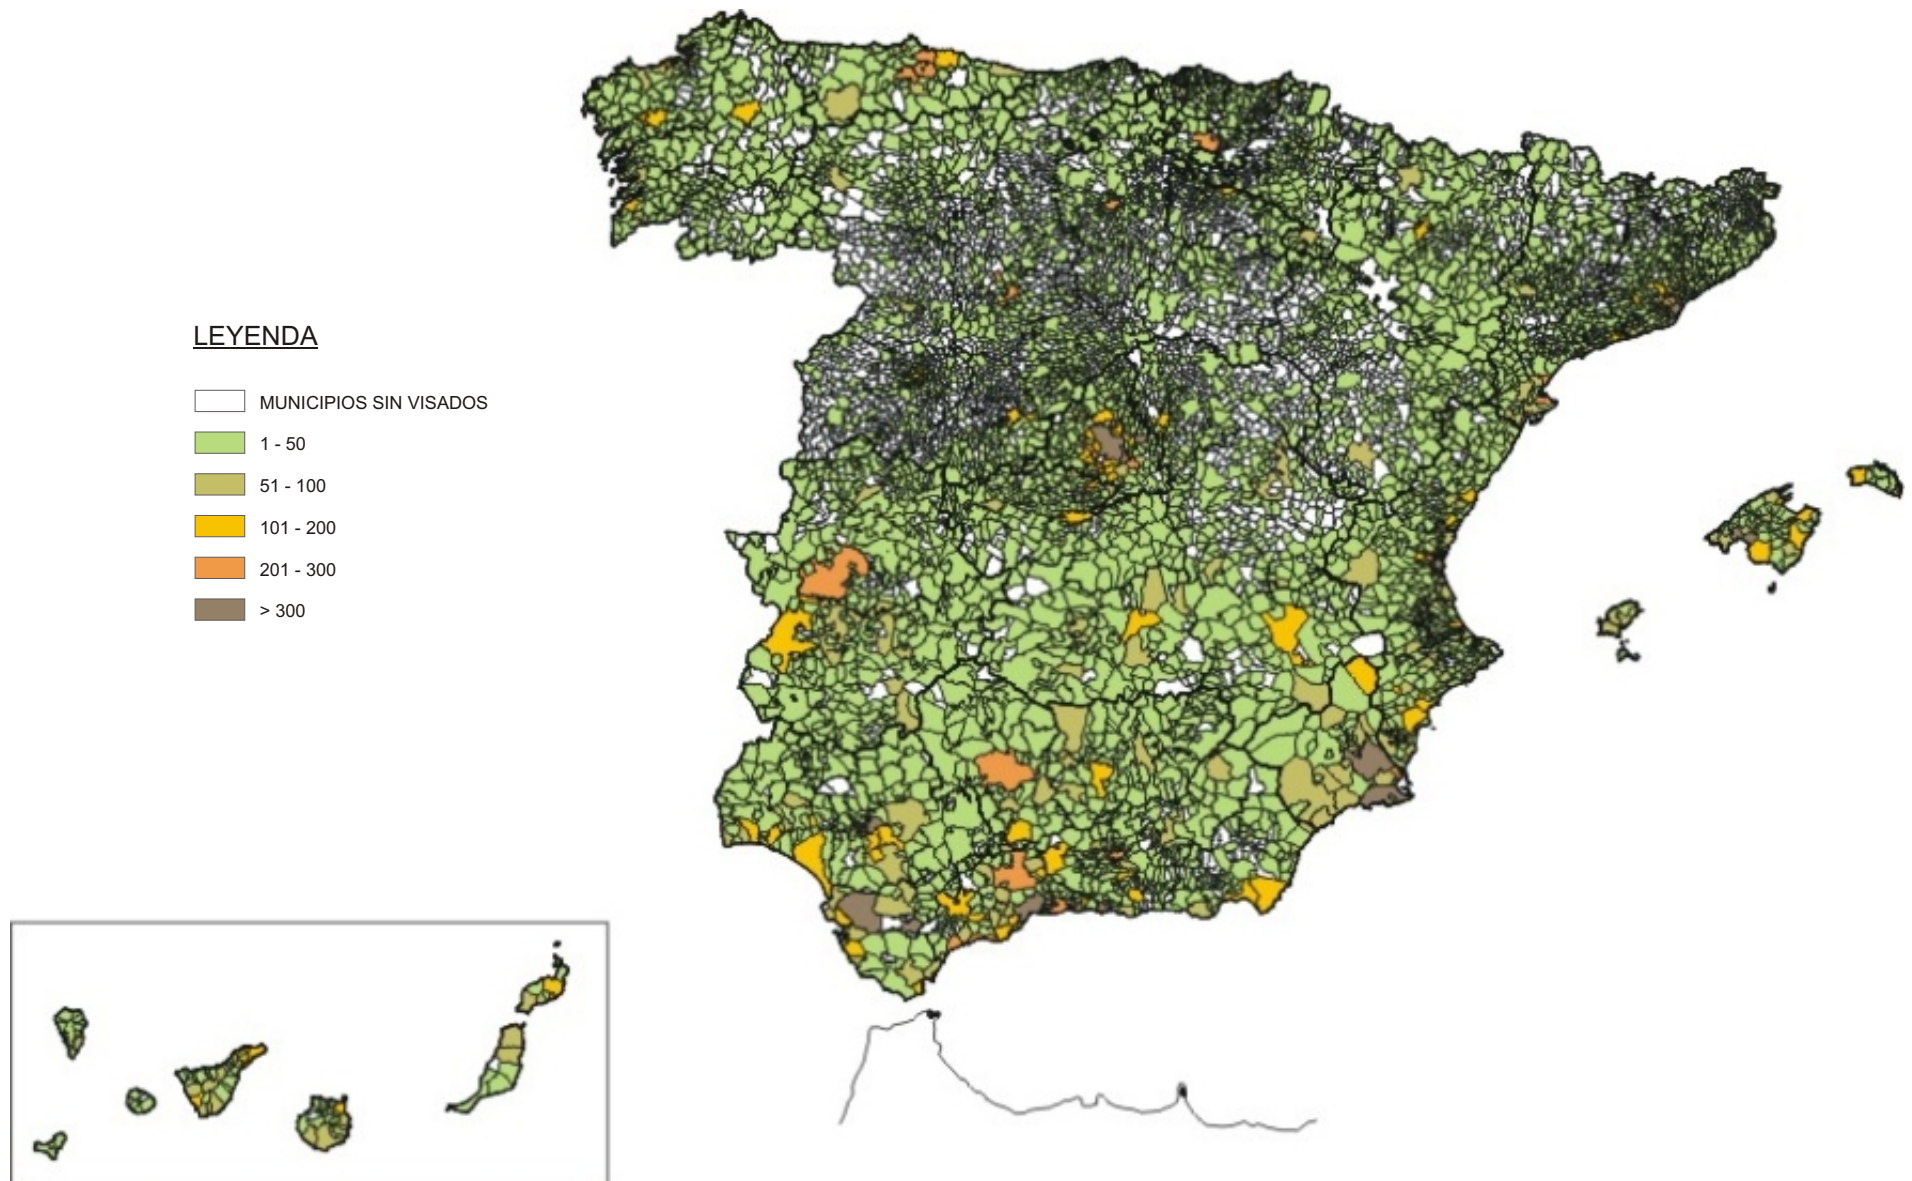 LEYENDA
MUNICIPIOS SIN VISADOS
1 - 50
51 - 100
101 - 200
201 - 300
> 300